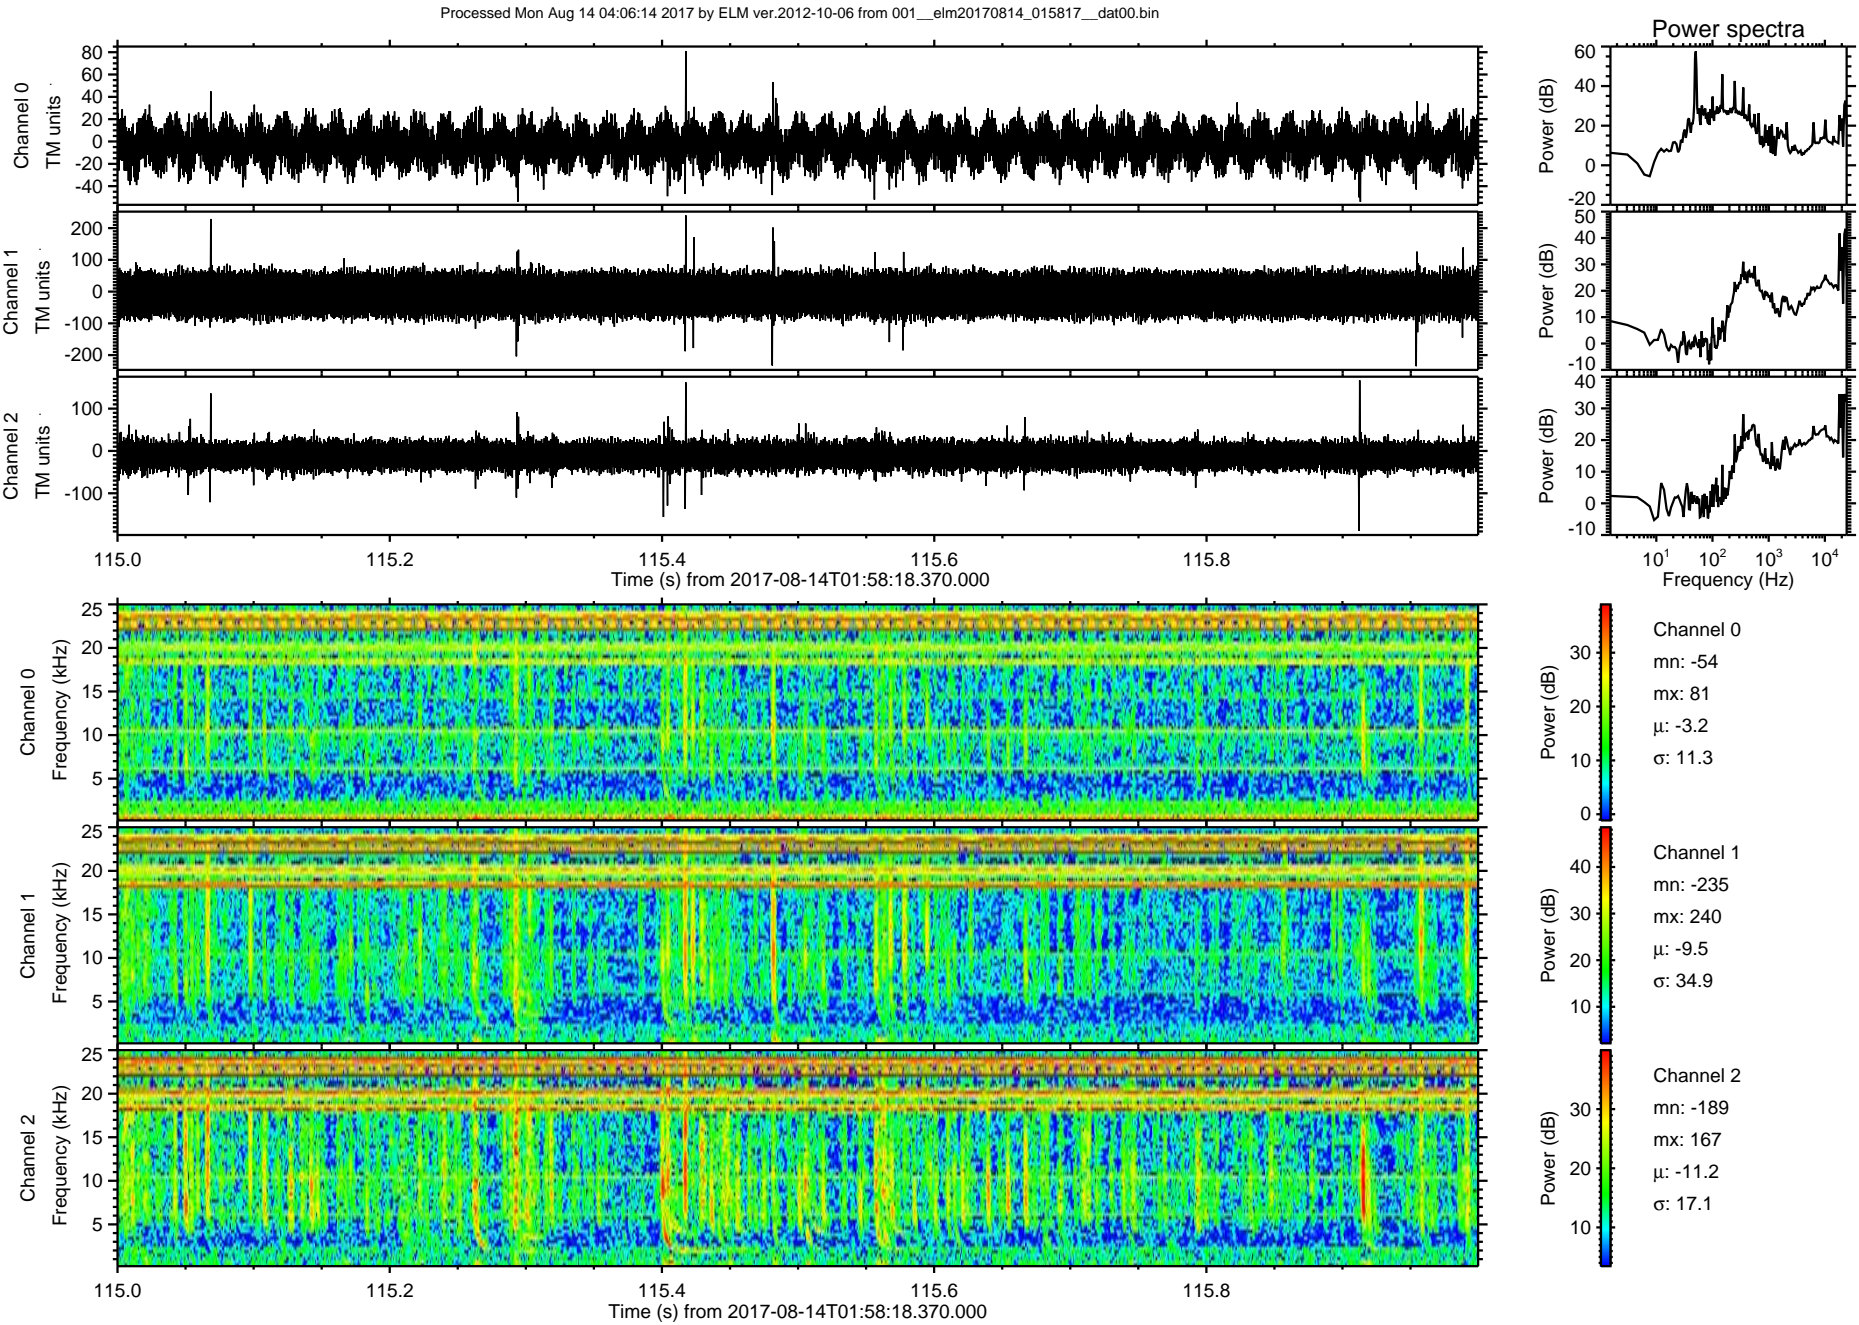 Processed Mon Aug 14 04:06:14 2017 by ELM ver.2012-10-06 from 001__elm20170814_015817__dat00.bin
Power spectra
Channel 0
TM units
80
60
40
20
0
-20
-40
Power (dB)
60
40
20
0
-20
Channel 1
TM units
200
100
0
-100
-200
Power (dB)
50
40
30
20
10
0
-10
Channel 2
TM units
100
0
-100
Power (dB)
40
30
20
10
0
-10
115.0 115.2 115.4 115.6 115.8
Time (s) from 2017-08-14T01:58:18.370.000
10^1 10^2 10^3 10^4
Frequency (Hz)
Channel 0
Frequency (kHz)
25
20
15
10
5
Power (dB)
30
20
10
0
Channel 0
mn: -54
mx: 81
μ: -3.2
σ: 11.3
Channel 1
Frequency (kHz)
25
20
15
10
5
Power (dB)
40
30
20
10
Channel 1
mn: -235
mx: 240
μ: -9.5
σ: 34.9
Channel 2
Frequency (kHz)
25
20
15
10
5
Power (dB)
30
20
10
Channel 2
mn: -189
mx: 167
μ: -11.2
σ: 17.1
115.0 115.2 115.4 115.6 115.8
Time (s) from 2017-08-14T01:58:18.370.000